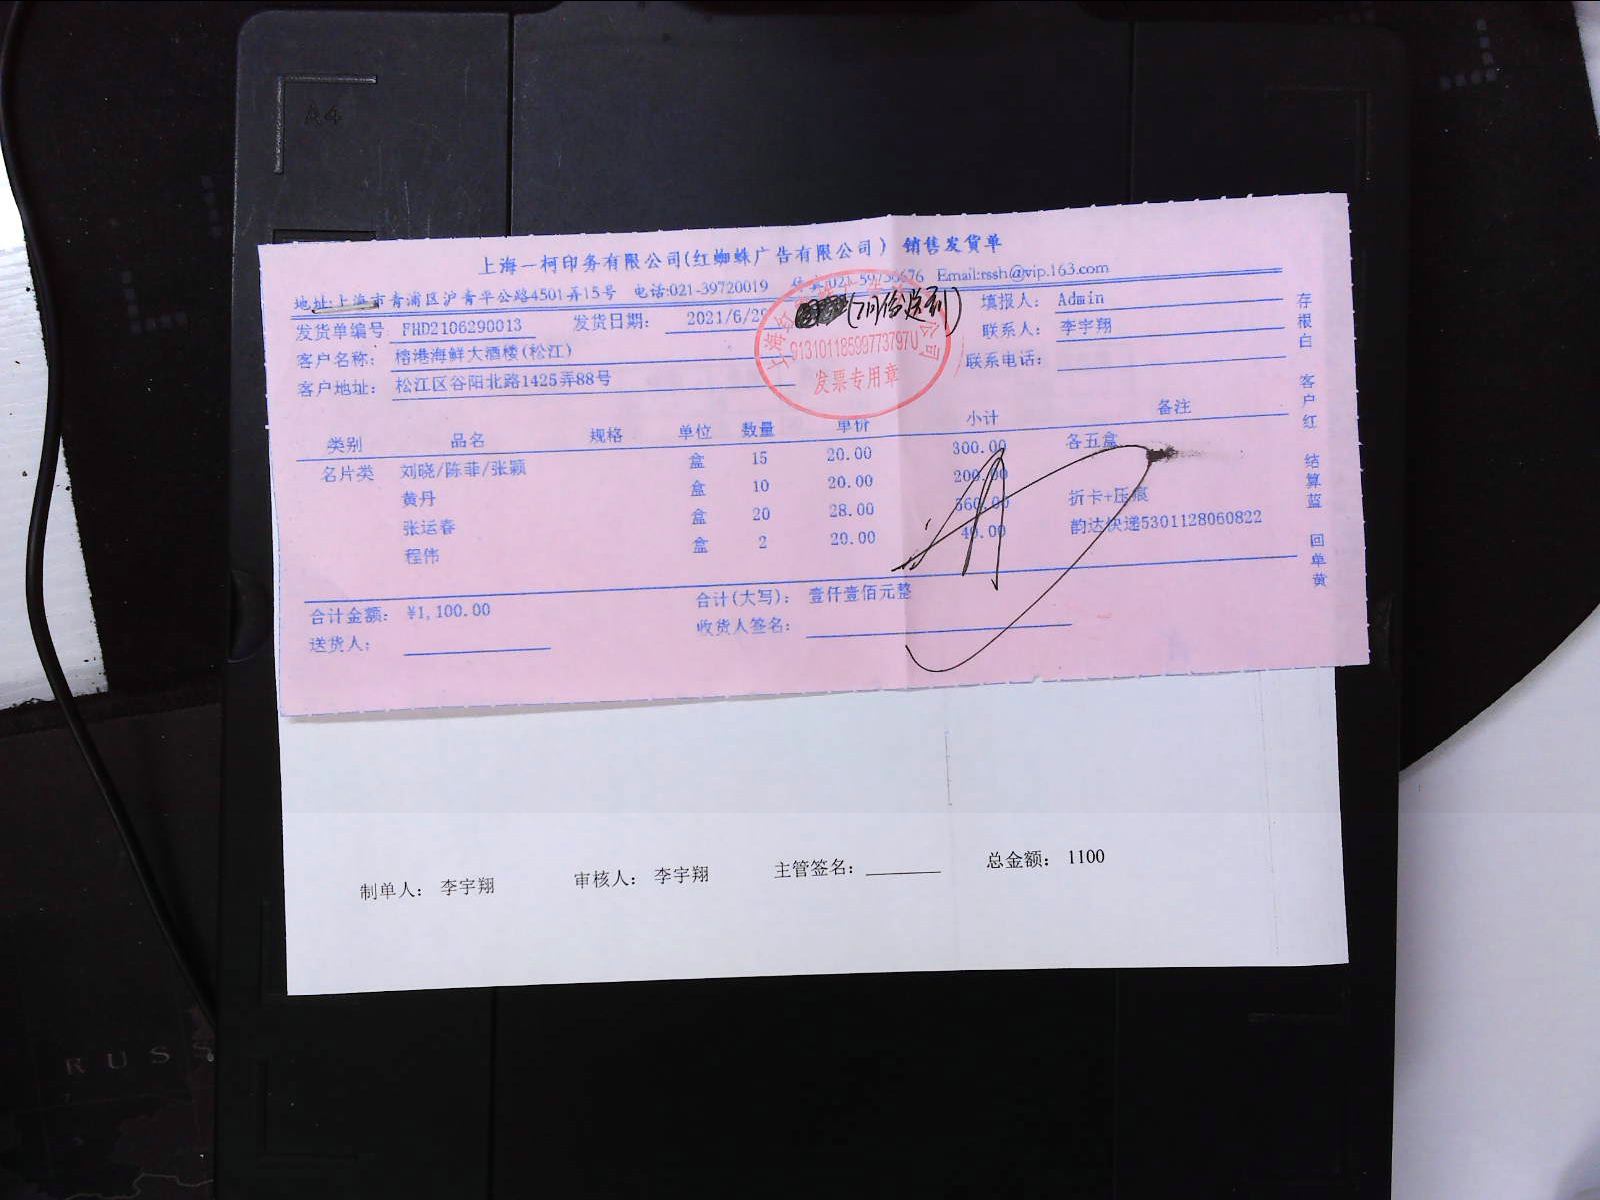 A4
上海一柯印务有限公司(红蜘蛛广告有限公司) 销售发货单
地址:上海市青浦区沪青平公路4501弄15号 电话:021-39720019 Email:rssh@vip.163.com
发货单编号: FHD2106290013 发货日期: 2021/6/29 (7月份送到) 填报人: Admin
客户名称: 榕港海鲜大酒楼(松江) 联系人: 李宇翔
客户地址: 松江区谷阳北路1425弄88号 联系电话:
91310118599773797U
发票专用章
类别 品名 规格 单位 数量 单价 小计 备注
名片类 刘晓/陈菲/张颖 盒 15 20.00 300.00 各五盒
黄丹 盒 10 20.00 200.00
张运春 盒 20 28.00 560.00 折卡+压痕
程伟 盒 2 20.00 40.00 韵达快递5301128060822
合计金额: ¥1,100.00 合计(大写): 壹仟壹佰元整
送货人: 收货人签名:
存根白 客户红 结算蓝 回单黄
制单人: 李宇翔 审核人: 李宇翔 主管签名: 总金额: 1100
RUSS